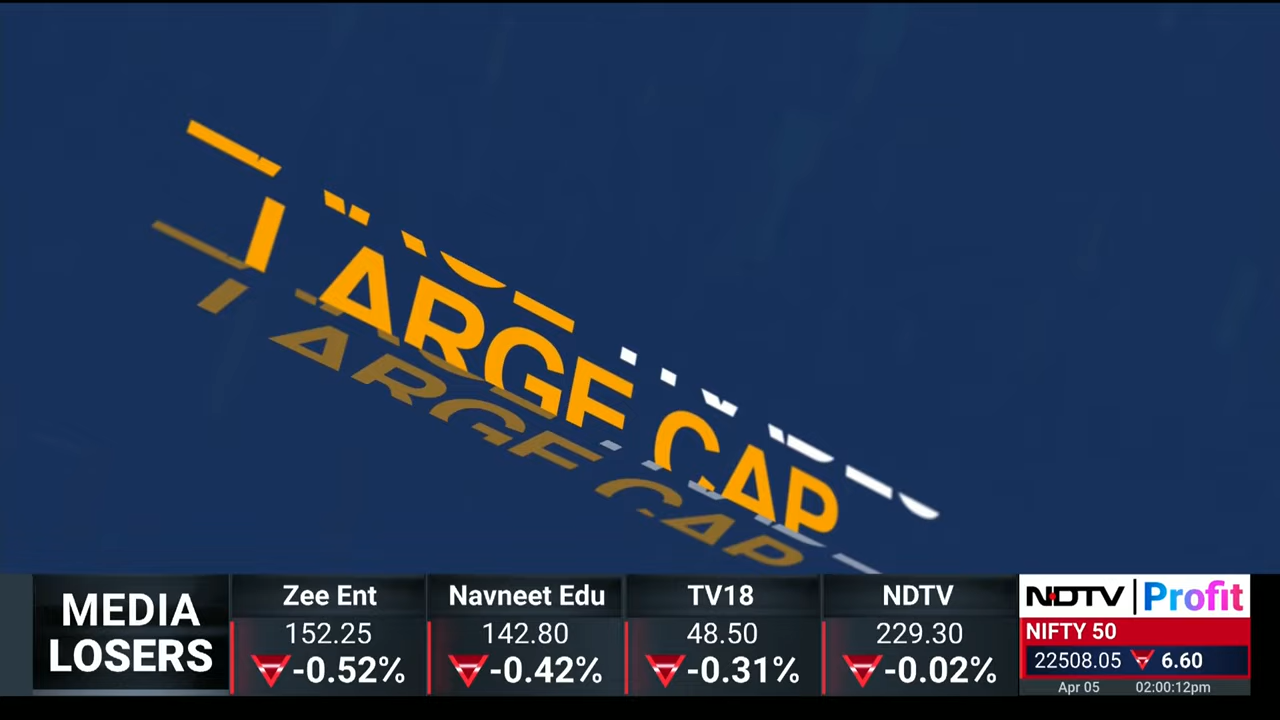 TARGE CAP
MEDIA
LOSERS
Zee Ent
152.25
-0.52%
Navneet Edu
142.80
-0.42%
TV18
48.50
-0.31%
NDTV
229.30
-0.02%
NDTV Profit
NIFTY 50
22508.05 6.60
Apr 05 02:00:12pm